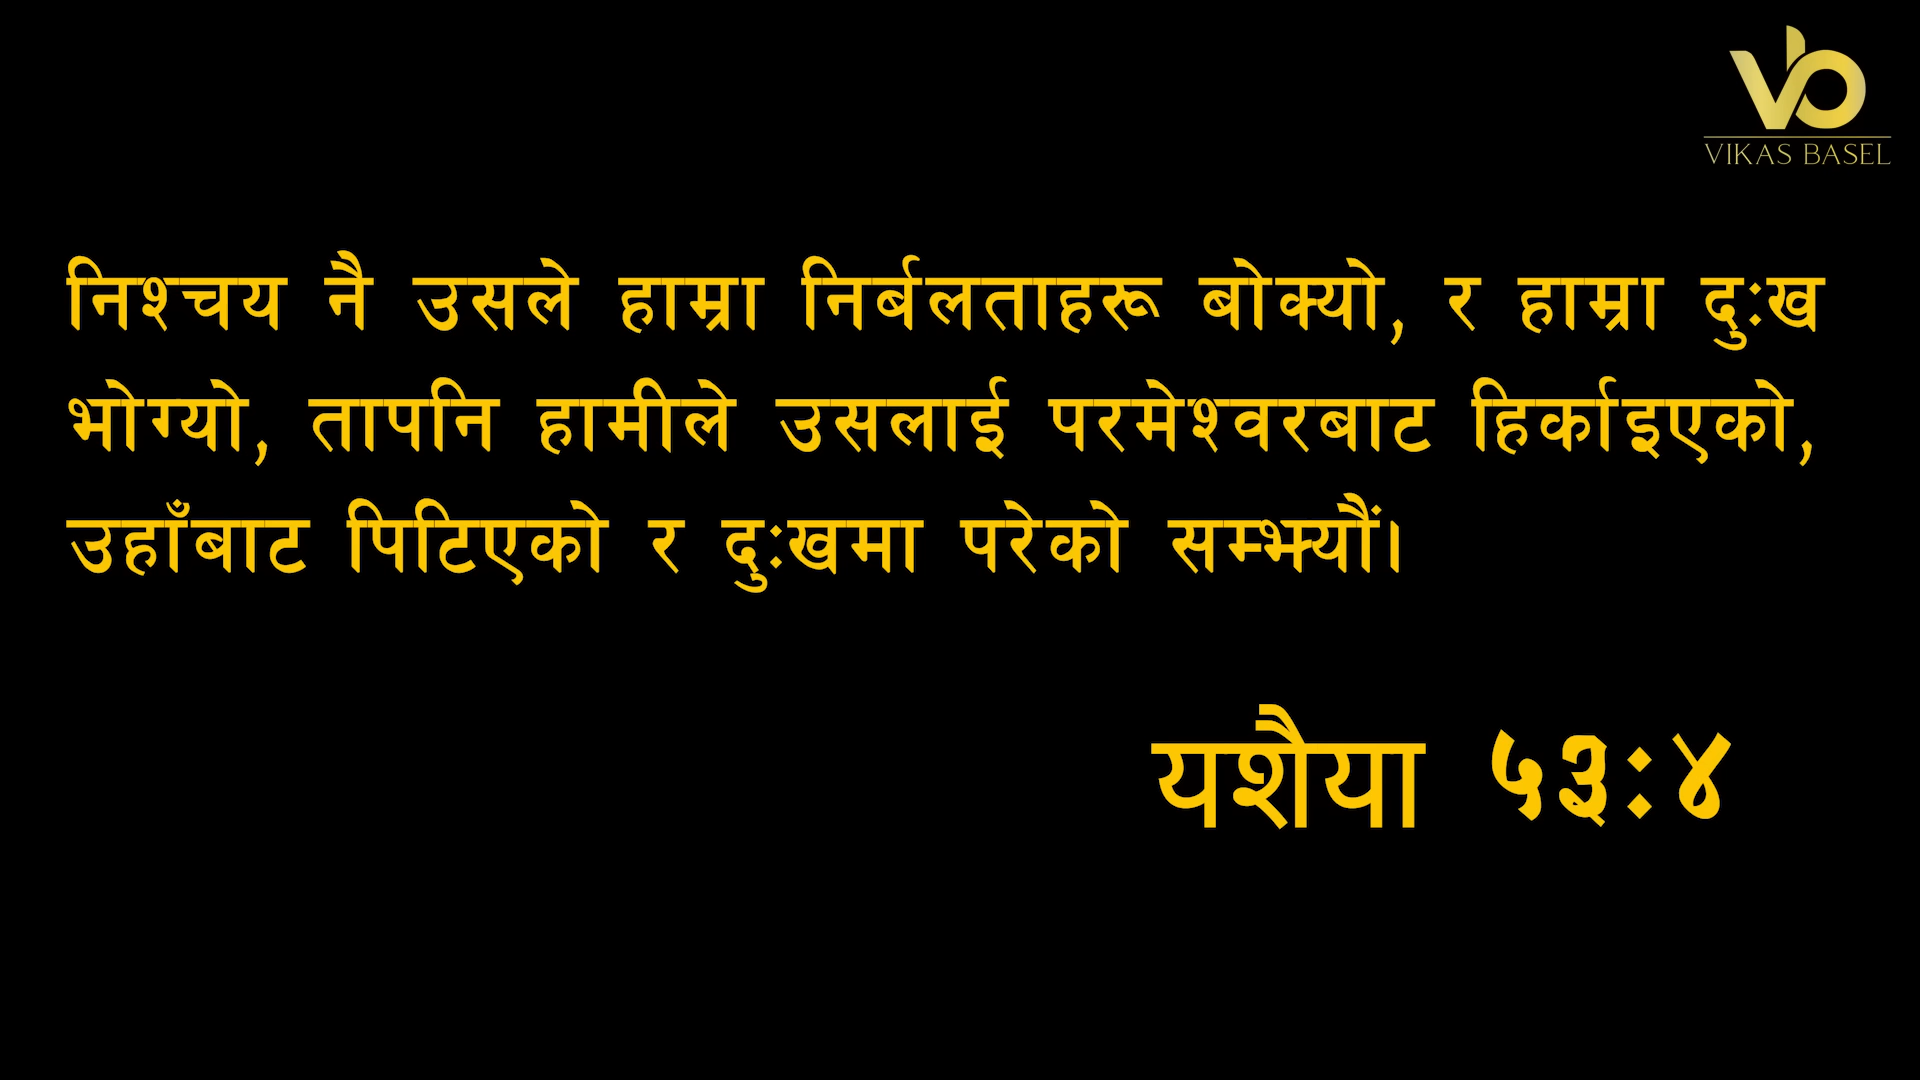 VIKAS BASEL
निश्चय नै उसले हाम्रा निर्बलताहरू बोक्यो, र हाम्रा दुःख
भोग्यो, तापनि हामीले उसलाई परमेश्वरबाट हिर्काइएको,
उहाँबाट पिटिएको र दुःखमा परेको सम्झ्यौं।
यशैया ५३:४